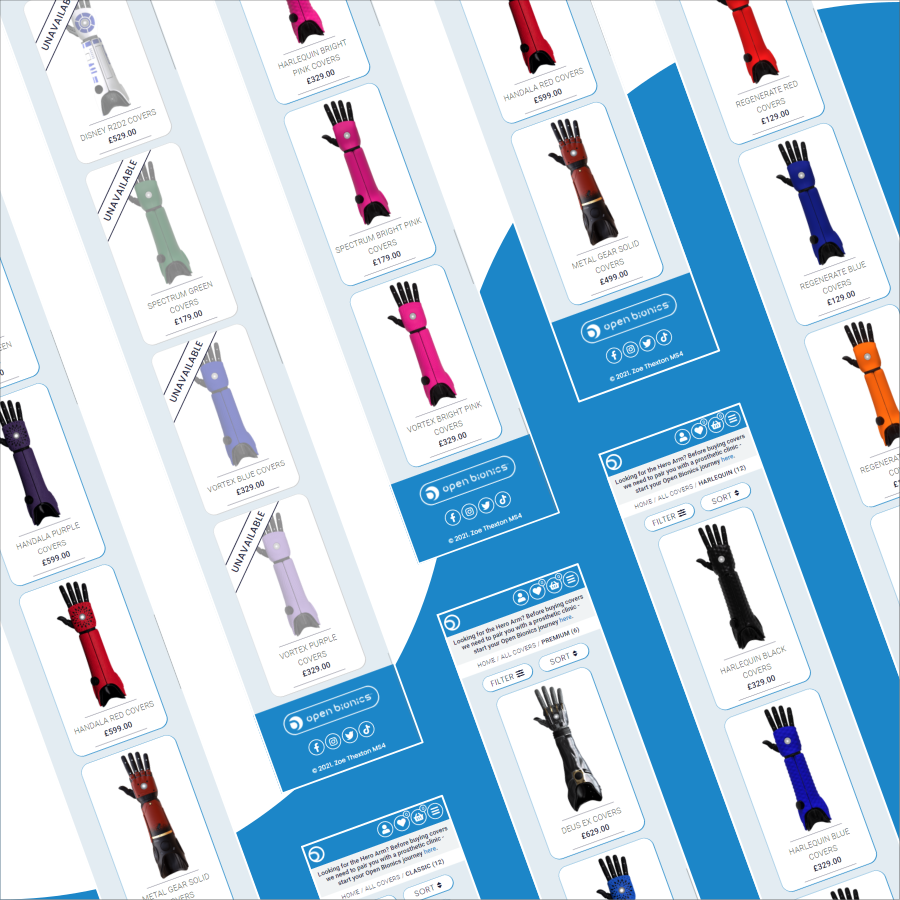 UNAVAILABLE
DISNEY R2D2 COVERS
£529.00
UNAVAILABLE
SPECTRUM GREEN
COVERS
£179.00
UNAVAILABLE
VORTEX BLUE COVERS
£329.00
UNAVAILABLE
VORTEX PURPLE
COVERS
£329.00
open bionics
© 2021, Zoe Thexton MS4
HANDALA PURPLE
COVERS
£599.00
HANDALA RED COVERS
£599.00
METAL GEAR SOLID
HARLEQUIN BRIGHT
PINK COVERS
£329.00
SPECTRUM BRIGHT PINK
COVERS
£179.00
VORTEX BRIGHT PINK
COVERS
£329.00
open bionics
© 2021, Zoe Thexton MS4
Looking for the Hero Arm? Before buying covers
we need to pair you with a prosthetic clinic -
start your Open Bionics journey here.
HOME / ALL COVERS / CLASSIC (12)
SORT
HANDALA RED COVERS
£599.00
METAL GEAR SOLID
COVERS
£499.00
open bionics
© 2021, Zoe Thexton MS4
Looking for the Hero Arm? Before buying covers
we need to pair you with a prosthetic clinic -
start your Open Bionics journey here.
HOME / ALL COVERS / PREMIUM (6)
FILTER SORT
DEUS EX COVERS
£629.00
REGENERATE RED
COVERS
£129.00
REGENERATE BLUE
COVERS
£129.00
Looking for the Hero Arm? Before buying covers
we need to pair you with a prosthetic clinic -
start your Open Bionics journey here.
HOME / ALL COVERS / HARLEQUIN (12)
FILTER SORT
HARLEQUIN BLACK
COVERS
£329.00
HARLEQUIN BLUE
COVERS
£329.00